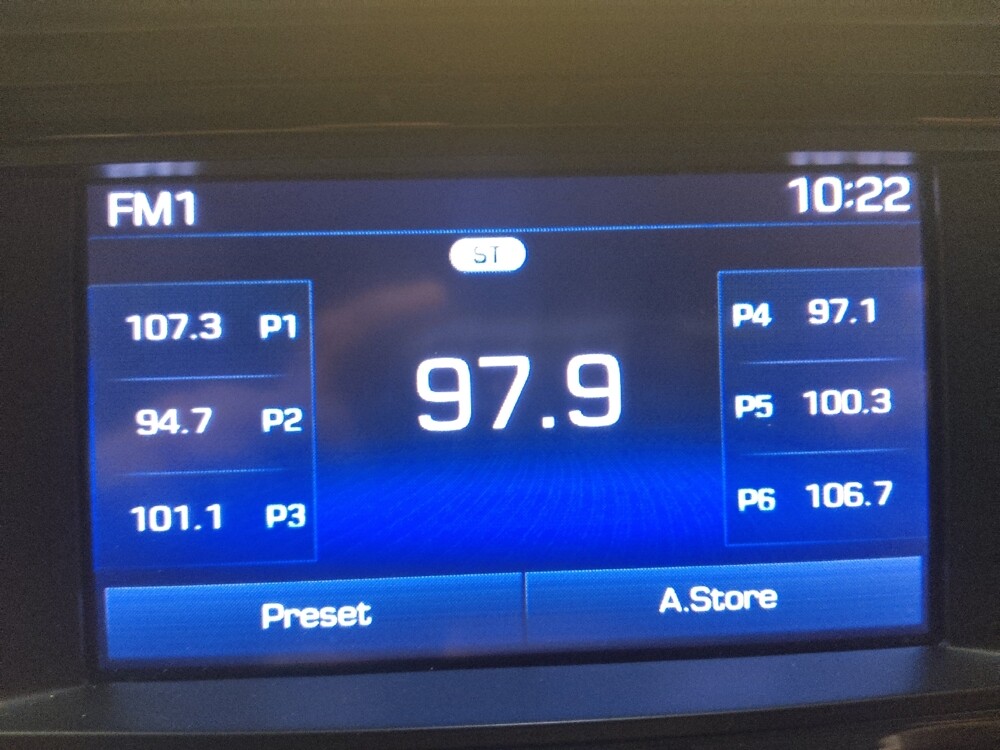 FM1
10:22
ST
107.3 P1
94.7 P2
101.1 P3
97.9
P4 97.1
P5 100.3
P6 106.7
Preset
A.Store